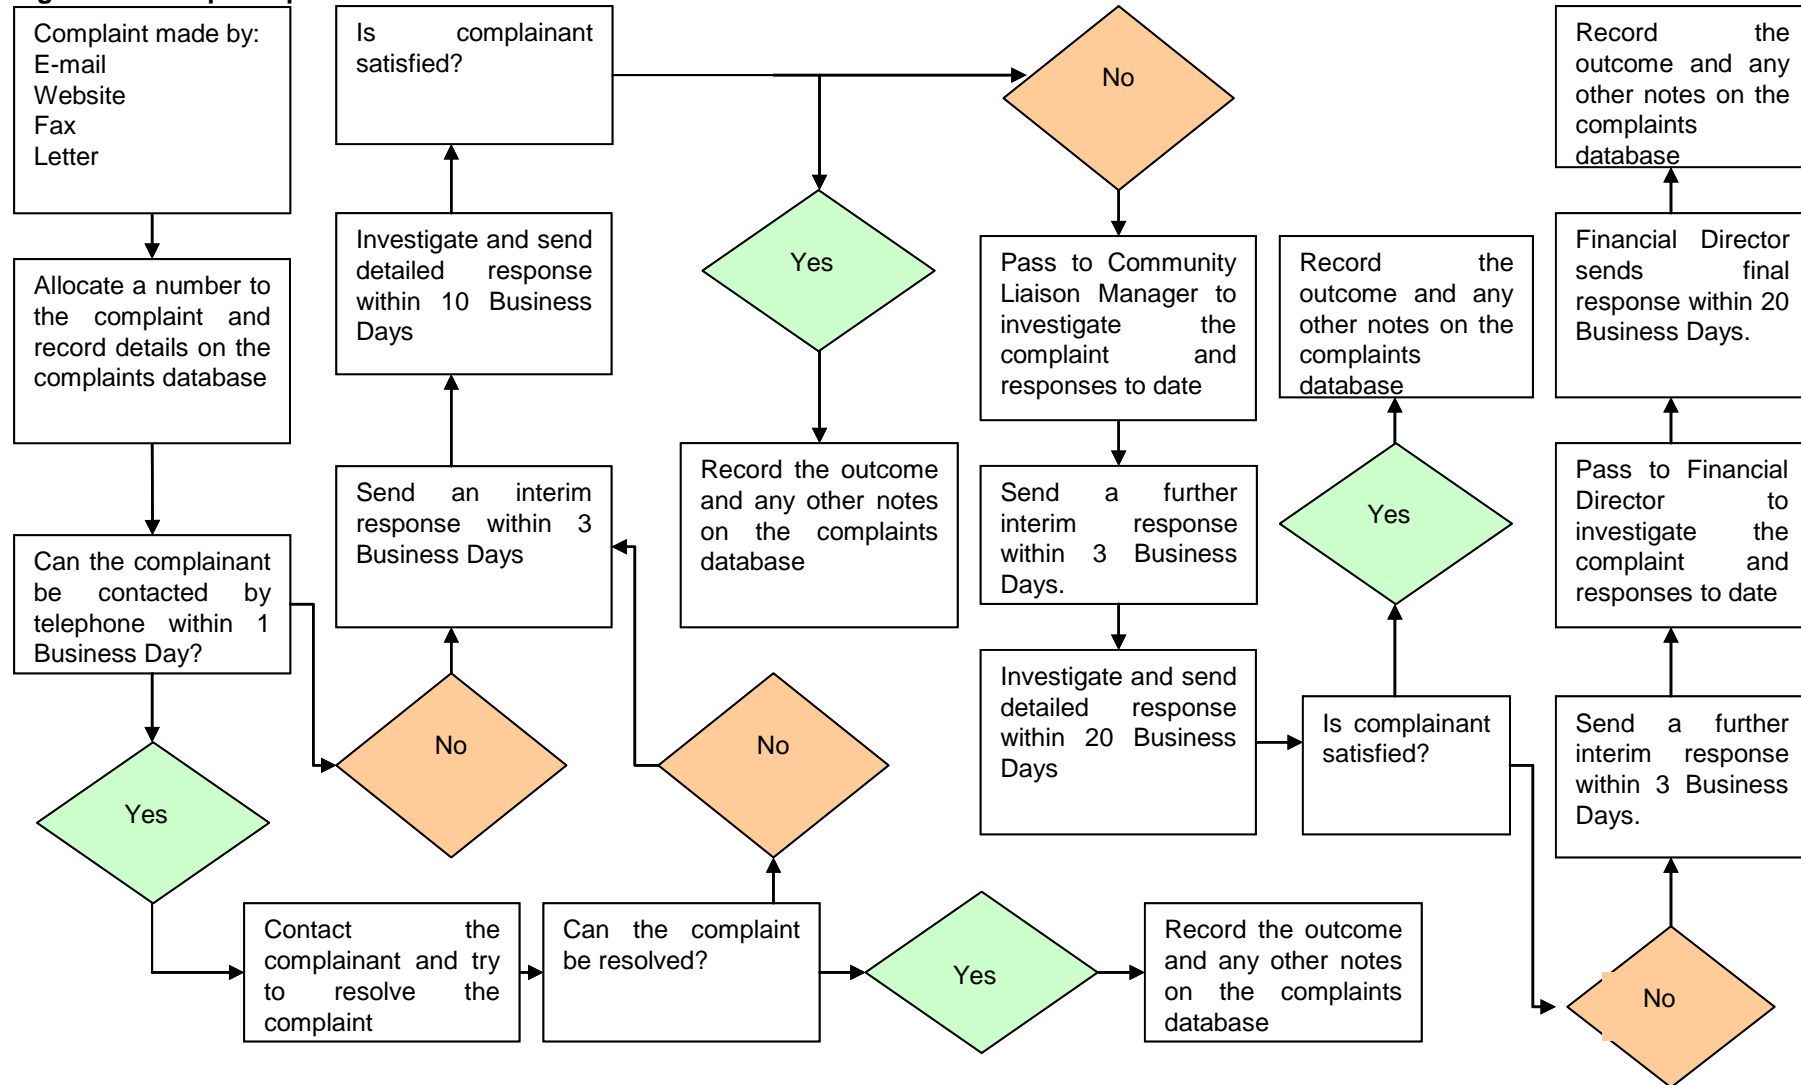 Complaint made by:
E-mail
Website
Fax
Letter
Allocate a number to
the complaint and
record details on the
complaints database
Can the complainant
be contacted by
telephone within 1
Business Day?
Yes
Contact the
complainant and try
to resolve the
complaint
Can the complaint
be resolved?
Yes
Record the outcome
and any other notes
on the complaints
database
No
No
Send an interim
response within 3
Business Days
Investigate and send
detailed response
within 10 Business
Days
Is complainant
satisfied?
Yes
Record the outcome
and any other notes
on the complaints
database
No
Pass to Community
Liaison Manager to
investigate the
complaint and
responses to date
Send a further
interim response
within 3 Business
Days.
Investigate and send
detailed response
within 20 Business
Days
Is complainant
satisfied?
Yes
Record the
outcome and any
other notes on the
complaints
database
No
Send a further
interim response
within 3 Business
Days.
Pass to Financial
Director to
investigate the
complaint and
responses to date
Financial Director
sends final
response within 20
Business Days.
Record the
outcome and any
other notes on the
complaints
database